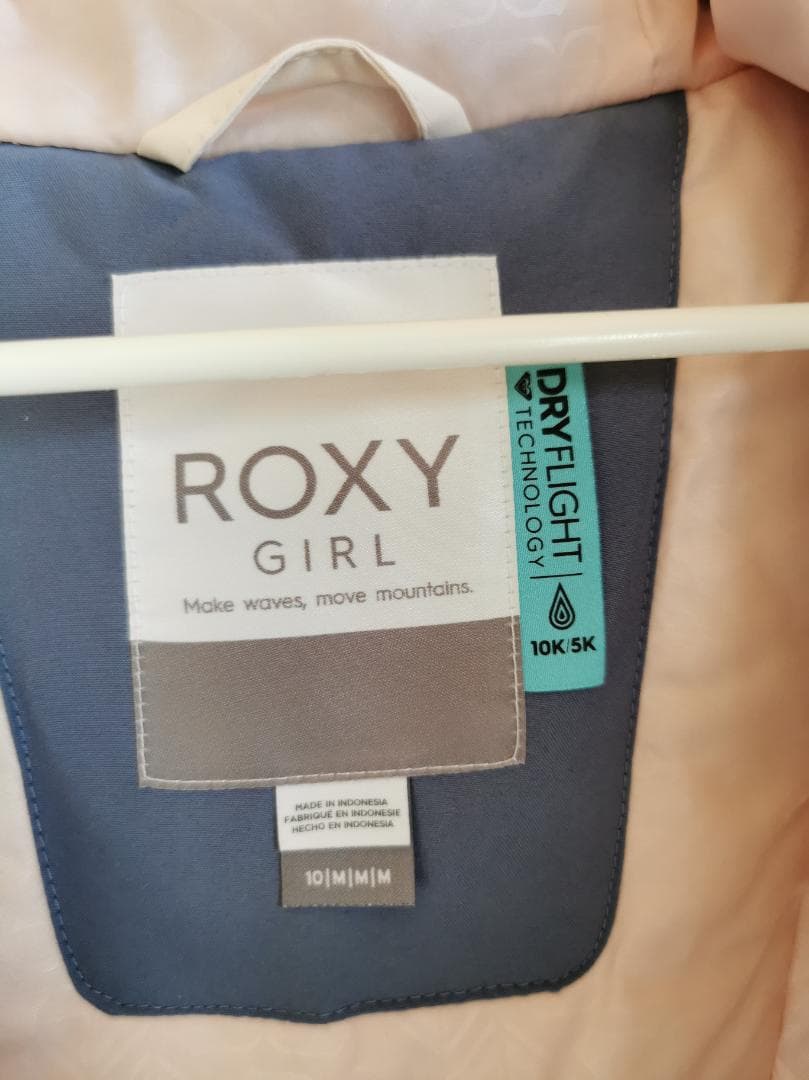 ROXY
GIRL
Make waves, move mountains.
DRYFLIGHT
TECHNOLOGY
10K/5K
MADE IN INDONESIA
FABRIQUÉ EN INDONESIE
HECHO EN INDONESIA
10|M|M|M